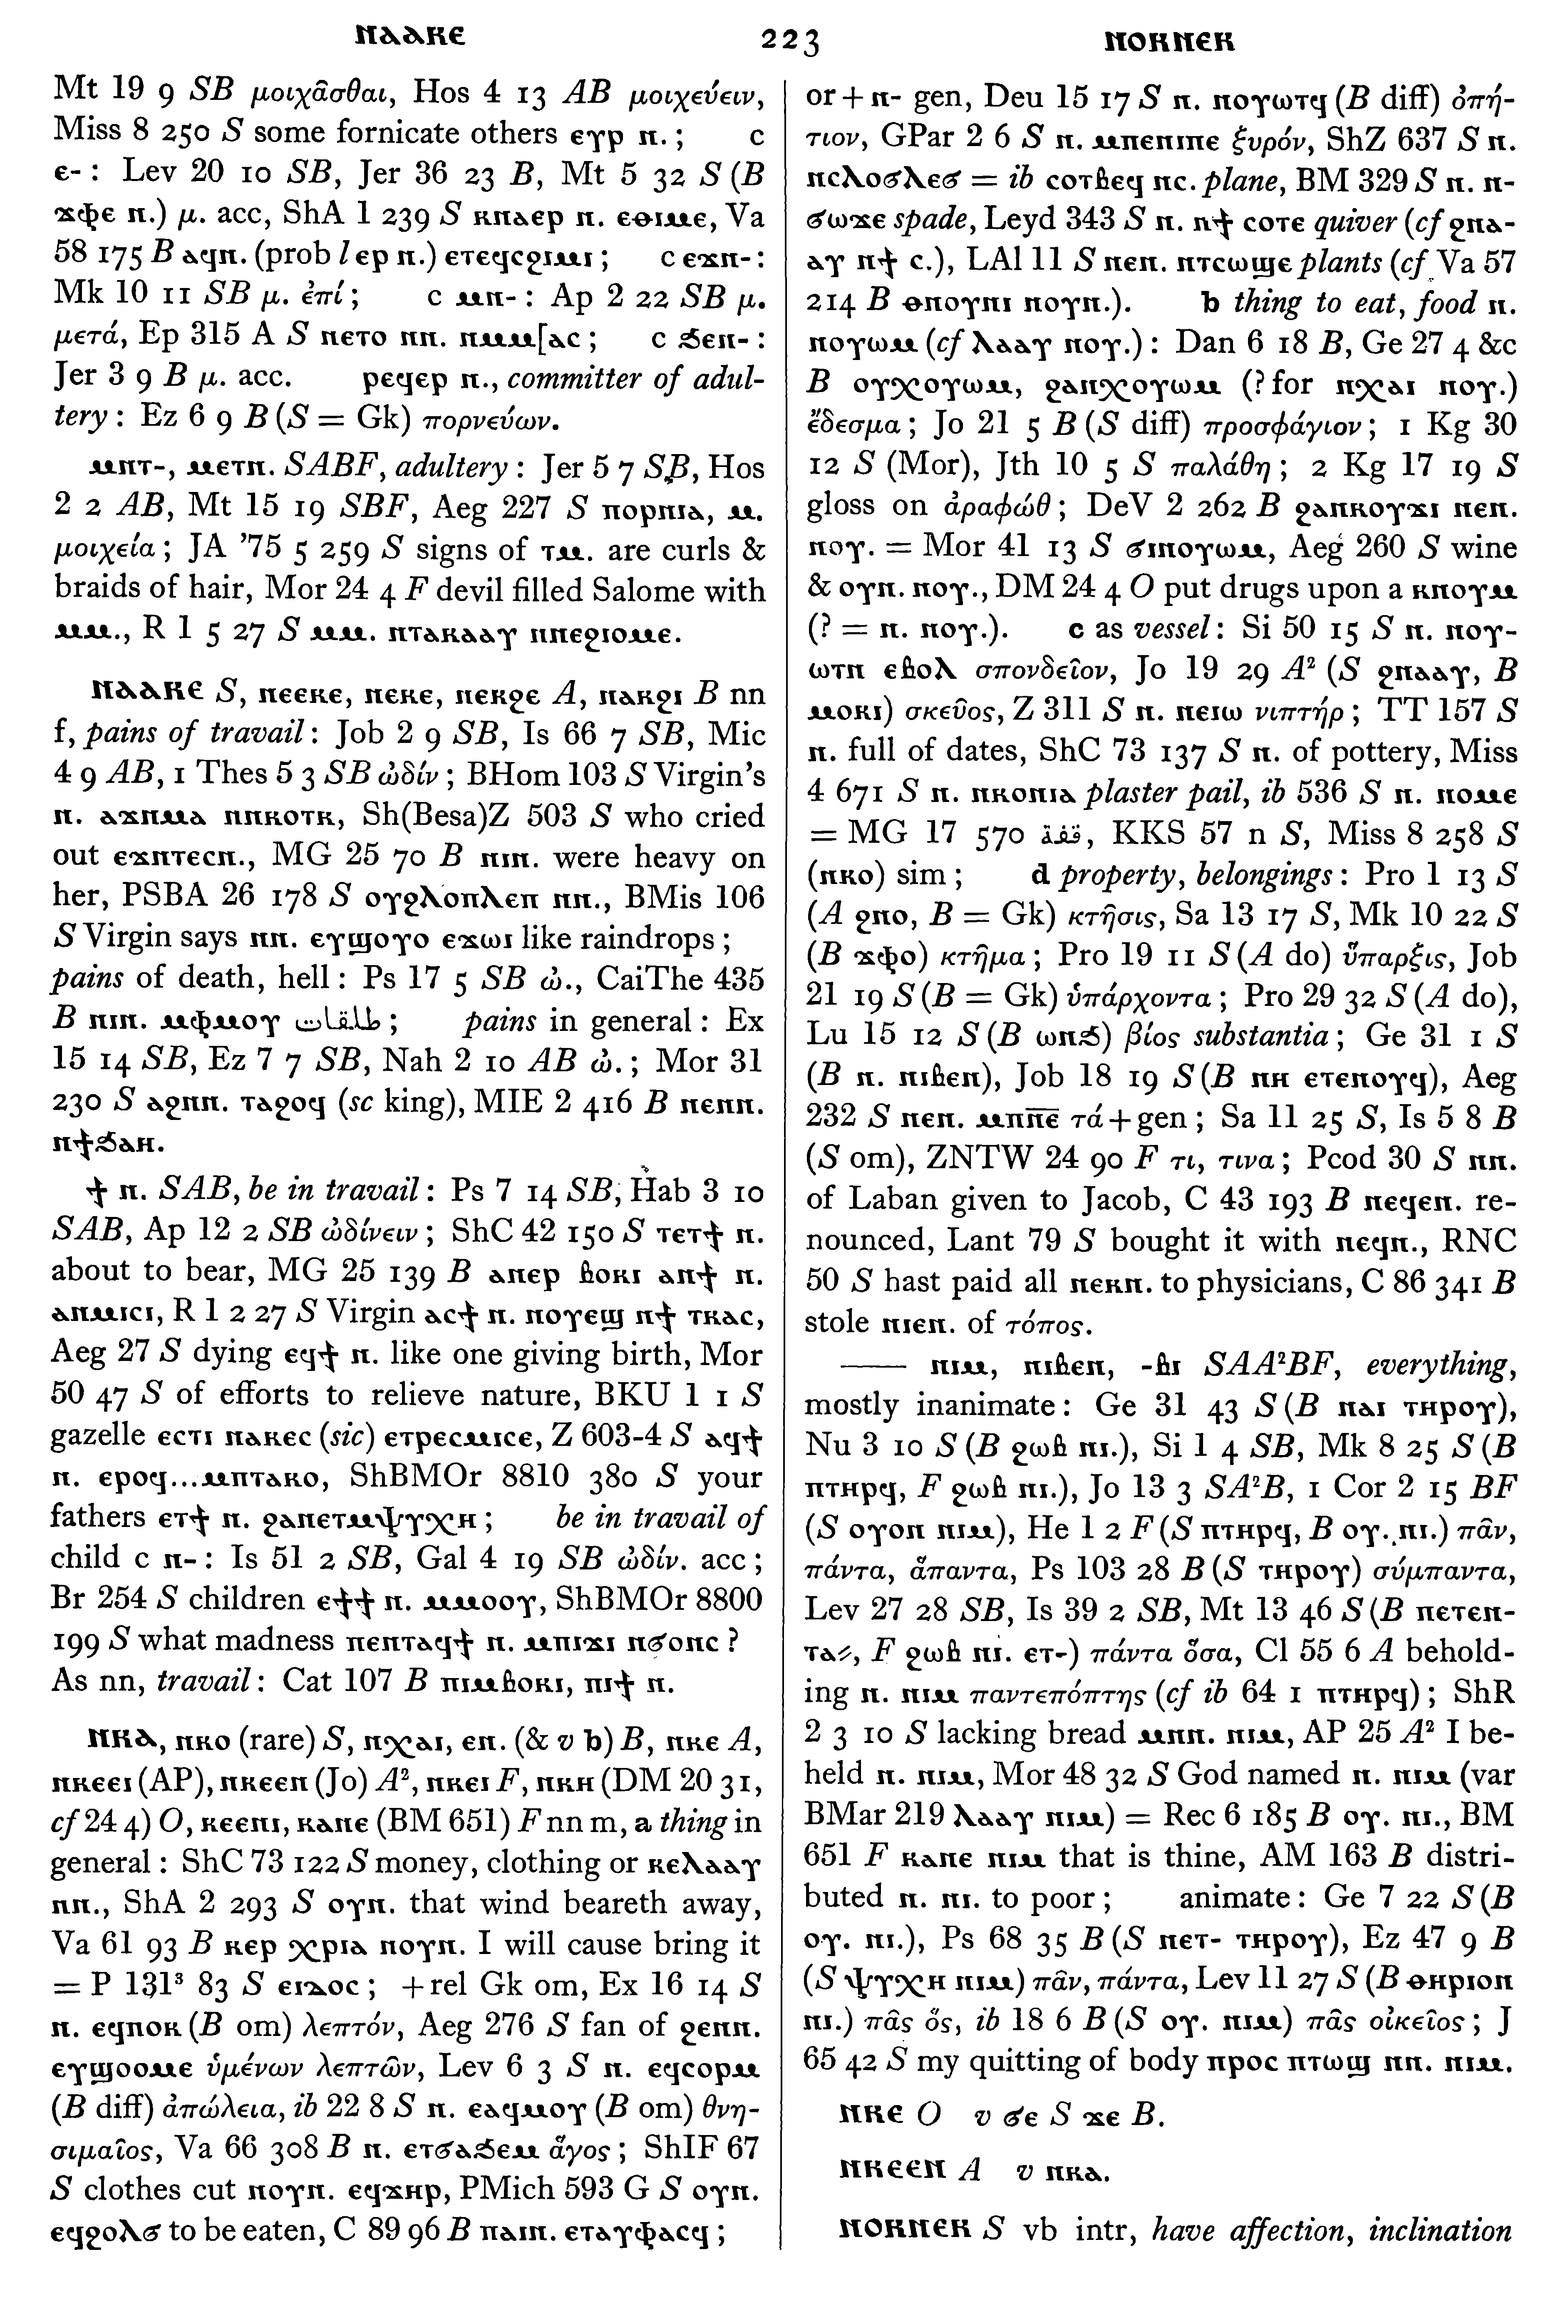 ⲛⲁⲁⲕⲉ 223 ⲛⲟⲕⲛⲉⲕ
Mt 19 9 SB μοιχᾶσθαι, Hos 4 13 AB μοιχεύειν,
Miss 8 250 S some fornicate others ⲉⲩⲣ ⲛ.; c
ⲉ-: Lev 20 10 SB, Jer 36 23 B, Mt 5 32 S (B
ϫⲫⲉ ⲛ.) μ. acc, ShA 1 239 S ⲕⲛⲁⲉⲣ ⲛ. ⲉⲑⲓⲙⲉ, Va
58 175 B ⲁϥⲛ. (prob l ⲉⲣ ⲛ.) ⲉⲧⲉϥⲥϩⲓⲙⲓ; c ⲉϫⲛ-:
Mk 10 11 SB μ. ἐπί; c ⲙⲛ-: Ap 2 22 SB μ.
μετά, Ep 315 A S ⲡⲉⲧⲟ ⲛⲛ. ⲛⲙⲙ[ⲁⲥ; c ϧⲉⲛ-:
Jer 3 9 B μ. acc. ⲣⲉϥⲉⲣ ⲛ., committer of adul-
tery: Ez 6 9 B (S = Gk) πορνεύων.
ⲙⲛⲧ-, ⲙⲉⲧⲛ. SABF, adultery: Jer 5 7 SB, Hos
2 2 AB, Mt 15 19 SBF, Aeg 227 S ⲡⲟⲣⲛⲓⲁ, ⲙ.
μοιχεία; JA '75 5 259 S signs of ⲧⲙ. are curls &
braids of hair, Mor 24 4 F devil filled Salome with
ⲙⲙ., R 1 5 27 S ⲙⲙ. ⲛⲧⲁⲕⲁⲁⲩ ⲛⲛⲉϩⲓⲟⲙⲉ.
ⲛⲁⲁⲕⲉ S, ⲛⲉⲉⲕⲉ, ⲛⲉⲕⲉ, ⲛⲉⲕϩⲉ A, ⲛⲁⲕϩⲓ B nn
f, pains of travail: Job 2 9 SB, Is 66 7 SB, Mic
4 9 AB, 1 Thes 5 3 SB ὠδίν; BHom 103 S Virgin's
ⲛ. ⲁϫⲛⲙⲁ ⲛⲛⲕⲟⲧⲕ, Sh(Besa)Z 503 S who cried
out ⲉϫⲛⲧⲉⲥⲛ., MG 25 70 B ⲛⲓⲛ. were heavy on
her, PSBA 26 178 S ⲟⲩϩⲗⲟⲡⲗⲉⲡ ⲛⲛ., BMis 106
S Virgin says ⲛⲛ. ⲉⲩϣⲟⲩⲟ ⲉϫⲱⲓ like raindrops;
pains of death, hell: Ps 17 5 SB ὠ., CaiThe 435
B ⲛⲓⲛ. ⲙⲫⲙⲟⲩ طلقات; pains in general: Ex
15 14 SB, Ez 7 7 SB, Nah 2 10 AB ὠ.; Mor 31
230 S ⲁϩⲛⲛ. ⲧⲁϩⲟϥ (sc king), MIE 2 416 B ⲛⲉⲛⲛ.
ⲛϯϧⲁⲏ.
ϯ ⲛ. SAB, be in travail: Ps 7 14 SB, Hab 3 10
SAB, Ap 12 2 SB ὠδίνειν; ShC 42 150 S ⲧⲉⲧϯ ⲛ.
about to bear, MG 25 139 B ⲁⲛⲉⲣ ⲃⲟⲕⲓ ⲁⲛϯ ⲛ.
ⲁⲛⲙⲓⲥⲓ, R 1 2 27 S Virgin ⲁⲥϯ ⲛ. ⲛⲟⲩⲉϣ ⲛϯ ⲧⲕⲁⲥ,
Aeg 27 S dying ⲉϥϯ ⲛ. like one giving birth, Mor
50 47 S of efforts to relieve nature, BKU 1 1 S
gazelle ⲉⲥⲧⲓ ⲛⲁⲕⲉⲥ (sic) ⲉⲧⲣⲉⲥⲙⲓⲥⲉ, Z 603-4 S ⲁϥϯ
ⲛ. ⲉⲣⲟϥ...ⲙⲡⲧⲁⲕⲟ, ShBMOr 8810 380 S your
fathers ⲉⲧϯ ⲛ. ϩⲁⲡⲉⲧⲙⲯⲩⲭⲏ; be in travail of
child c ⲛ-: Is 51 2 SB, Gal 4 19 SB ὠδίν. acc;
Br 254 S children ⲉϯϯ ⲛ. ⲙⲙⲟⲟⲩ, ShBMOr 8800
199 S what madness ⲡⲉⲛⲧⲁϥϯ ⲛ. ⲙⲡⲓϫⲓ ⲛϭⲟⲛⲥ ?
As nn, travail: Cat 107 B ⲡⲓⲙⲃⲟⲕⲓ, ⲡⲓϯ ⲛ.
ⲛⲕⲁ, ⲛⲕⲟ (rare) S, ⲛⲭⲁⲓ, ⲉⲛ. (& v b) B, ⲛⲕⲉ A,
ⲛⲕⲉⲉⲓ (AP), ⲛⲕⲉⲉⲛ (Jo) A², ⲛⲕⲉⲓ F, ⲛⲕⲏ (DM 20 31,
cf 24 4) O, ⲕⲉⲉⲛⲓ, ⲕⲁⲛⲉ (BM 651) F nn m, a thing in
general: ShC 73 122 S money, clothing or ⲕⲉⲗⲁⲁⲩ
ⲛⲛ., ShA 2 293 S ⲟⲩⲛ. that wind beareth away,
Va 61 93 B ⲕⲉⲣ ⲭⲣⲓⲁ ⲛⲟⲩⲛ. I will cause bring it
= P 131³ 83 S ⲉⲓⲇⲟⲥ; +rel Gk om, Ex 16 14 S
ⲛ. ⲉϥⲡⲟⲕ (B om) λεπτόν, Aeg 276 S fan of ϩⲉⲛⲛ.
ⲉⲩϣⲟⲟⲙⲉ ὑμένων λεπτῶν, Lev 6 3 S ⲛ. ⲉϥⲥⲟⲣⲙ
(B diff) ἀπώλεια, ib 22 8 S ⲛ. ⲉⲁϥⲙⲟⲩ (B om) θνη-
σιμαῖος, Va 66 308 B ⲛ. ⲉⲧϭⲁϧⲉⲙ ἄγος; ShIF 67
S clothes cut ⲛⲟⲩⲛ. ⲉϥϫⲏⲣ, PMich 593 G S ⲟⲩⲛ.
ⲉϥϩⲟⲗϭ to be eaten, C 89 96 B ⲡⲁⲓⲛ. ⲉⲧⲁⲩⲫⲁⲥϥ;
or + ⲛ- gen, Deu 15 17 S ⲛ. ⲛⲟⲩⲱⲧϥ (B diff) ὀπή-
τιον, GPar 2 6 S ⲛ. ⲙⲡⲉⲛⲓⲡⲉ ξυρόν, ShZ 637 S ⲛ.
ⲛⲥⲗⲟϭⲗⲉϭ = ib ⲥⲟⲧⲃⲉϥ ⲛⲥ. plane, BM 329 S ⲛ. ⲛ-
ϭⲱϫⲉ spade, Leyd 343 S ⲛ. ⲛϯ ⲥⲟⲧⲉ quiver (cf ϩⲛⲁ-
ⲁⲩ ⲛϯ ⲥ.), LAl 11 S ⲛⲉⲛ. ⲛⲧⲥⲱϣⲉ plants (cf Va 57
214 B ⲑⲛⲟⲩⲛⲓ ⲛⲟⲩⲛ.). b thing to eat, food ⲛ.
ⲛⲟⲩⲱⲙ (cf ⲗⲁⲁⲩ ⲛⲟⲩ.): Dan 6 18 B, Ge 27 4 &c
B ⲟⲩⲭⲟⲩⲱⲙ, ϩⲁⲛⲭⲟⲩⲱⲙ (? for ⲛⲭⲁⲓ ⲛⲟⲩ.)
ἔδεσμα; Jo 21 5 B (S diff) προσφάγιον; 1 Kg 30
12 S (Mor), Jth 10 5 S παλάθη; 2 Kg 17 19 S
gloss on ἀραφώθ; DeV 2 262 B ϩⲁⲛⲕⲟⲩϫⲓ ⲛⲉⲛ.
ⲛⲟⲩ. = Mor 41 13 S ϭⲓⲛⲟⲩⲱⲙ, Aeg 260 S wine
& ⲟⲩⲛ. ⲛⲟⲩ., DM 24 4 O put drugs upon a ⲕⲛⲟⲩⲙ
(? = ⲛ. ⲛⲟⲩ.). c as vessel: Si 50 15 S ⲛ. ⲛⲟⲩ-
ⲱⲧⲛ ⲉⲃⲟⲗ σπονδεῖον, Jo 19 29 A² (S ϩⲛⲁⲁⲩ, B
ⲙⲟⲕⲓ) σκεῦος, Z 311 S ⲛ. ⲛⲉⲓⲱ νιπτήρ; TT 157 S
ⲛ. full of dates, ShC 73 137 S ⲛ. of pottery, Miss
4 671 S ⲛ. ⲛⲕⲟⲛⲓⲁ plaster pail, ib 536 S ⲛ. ⲛⲟⲙⲉ
= MG 17 570 , KKS 57 n S, Miss 8 258 S
(ⲛⲕⲟ) sim; d property, belongings: Pro 1 13 S
(A ϩⲛⲟ, B = Gk) κτῆσις, Sa 13 17 S, Mk 10 22 S
(B ϫⲫⲟ) κτῆμα; Pro 19 11 S (A do) ὕπαρξις, Job
21 19 S (B = Gk) ὑπάρχοντα; Pro 29 32 S (A do),
Lu 15 12 S (B ⲱⲛϧ) βίος substantia; Ge 31 1 S
(B ⲛ. ⲛⲓⲃⲉⲛ), Job 18 19 S (B ⲛⲏ ⲉⲧⲉⲛⲟⲩϥ), Aeg
232 S ⲛⲉⲛ. ⲙⲡⲛ̅ⲉ̅ τά + gen; Sa 11 25 S, Is 5 8 B
(S om), ZNTW 24 90 F τι, τινα; Pcod 30 S ⲛⲛ.
of Laban given to Jacob, C 43 193 B ⲛⲉϥⲉⲛ. re-
nounced, Lant 79 S bought it with ⲛⲉϥⲛ., RNC
50 S hast paid all ⲛⲉⲕⲛ. to physicians, C 86 341 B
stole ⲛⲓⲉⲛ. of τόπος.
—— ⲛⲓⲙ, ⲛⲓⲃⲉⲛ, -ⲃⲓ SAA²BF, everything,
mostly inanimate: Ge 31 43 S (B ⲛⲁⲓ ⲧⲏⲣⲟⲩ),
Nu 3 10 S (B ϩⲱⲃ ⲛⲓ.), Si 1 4 SB, Mk 8 25 S (B
ⲡⲧⲏⲣϥ, F ϩⲱⲃ ⲛⲓ.), Jo 13 3 SA²B, 1 Cor 2 15 BF
(S ⲟⲩⲟⲛ ⲛⲓⲙ), He 1 2 F (S ⲡⲧⲏⲣϥ, B ⲟⲩ. ⲛⲓ.) πᾶν,
πάντα, ἅπαντα, Ps 103 28 B (S ⲧⲏⲣⲟⲩ) σύμπαντα,
Lev 27 28 SB, Is 39 2 SB, Mt 13 46 S (B ⲡⲉⲧⲉⲛ-
ⲧⲁ⸗, F ϩⲱⲃ ⲛⲓ. ⲉⲧ-) πάντα ὅσα, Cl 55 6 A behold-
ing ⲛ. ⲛⲓⲙ παντεπόπτης (cf ib 64 1 ⲡⲧⲏⲣϥ); ShR
2 3 10 S lacking bread ⲙⲛⲛ. ⲛⲓⲙ, AP 25 A² I be-
held ⲛ. ⲛⲓⲙ, Mor 48 32 S God named ⲛ. ⲛⲓⲙ (var
BMar 219 ⲗⲁⲁⲩ ⲛⲓⲙ) = Rec 6 185 B ⲟⲩ. ⲛⲓ., BM
651 F ⲕⲁⲛⲉ ⲛⲓⲙ that is thine, AM 163 B distri-
buted ⲛ. ⲛⲓ. to poor; animate: Ge 7 22 S (B
ⲟⲩ. ⲛⲓ.), Ps 68 35 B (S ⲡⲉⲧ- ⲧⲏⲣⲟⲩ), Ez 47 9 B
(S ⲯⲩⲭⲏ ⲛⲓⲙ) πᾶν, πάντα, Lev 11 27 S (B ⲑⲏⲣⲓⲟⲛ
ⲛⲓ.) πᾶς ὅς, ib 18 6 B (S ⲟⲩ. ⲛⲓⲙ) πᾶς οἰκεῖος; J
65 42 S my quitting of body ⲡⲣⲟⲥ ⲡⲧⲱϣ ⲛⲛ. ⲛⲓⲙ.
ⲛⲕⲉ O v ϭⲉ S ϫⲉ B.
ⲛⲕⲉⲉⲛ A v ⲛⲕⲁ.
ⲛⲟⲕⲛⲉⲕ S vb intr, have affection, inclination